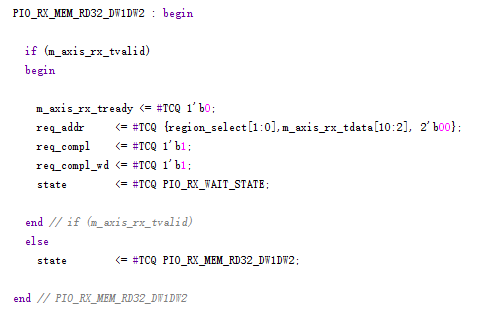 PIO_RX_MEM_RD32_DW1DW2 : begin
if (m_axis_rx_tvalid)
begin
m_axis_rx_tready <= #TCQ 1'b0;
req_addr <= #TCQ {region_select[1:0],m_axis_rx_tdata[10:2], 2'b00};
req_compl <= #TCQ 1'b1;
req_compl_wd <= #TCQ 1'b1;
state <= #TCQ PIO_RX_WAIT_STATE;
end // if (m_axis_rx_tvalid)
else
state <= #TCQ PIO_RX_MEM_RD32_DW1DW2;
end // PIO_RX_MEM_RD32_DW1DW2